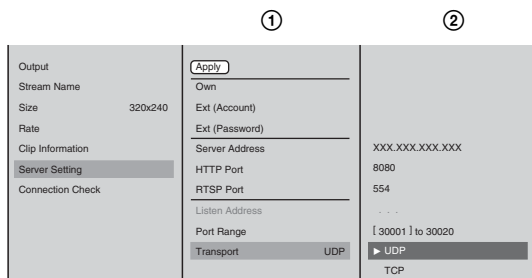 ① ②
Output
Stream Name
Size 320x240
Rate
Clip Information
Server Setting
Connection Check
Apply
Own
Ext (Account)
Ext (Password)
Server Address XXX.XXX.XXX.XXX
HTTP Port 8080
RTSP Port 554
Listen Address . . .
Port Range [ 30001 ] to 30020
Transport UDP ▶ UDP
TCP